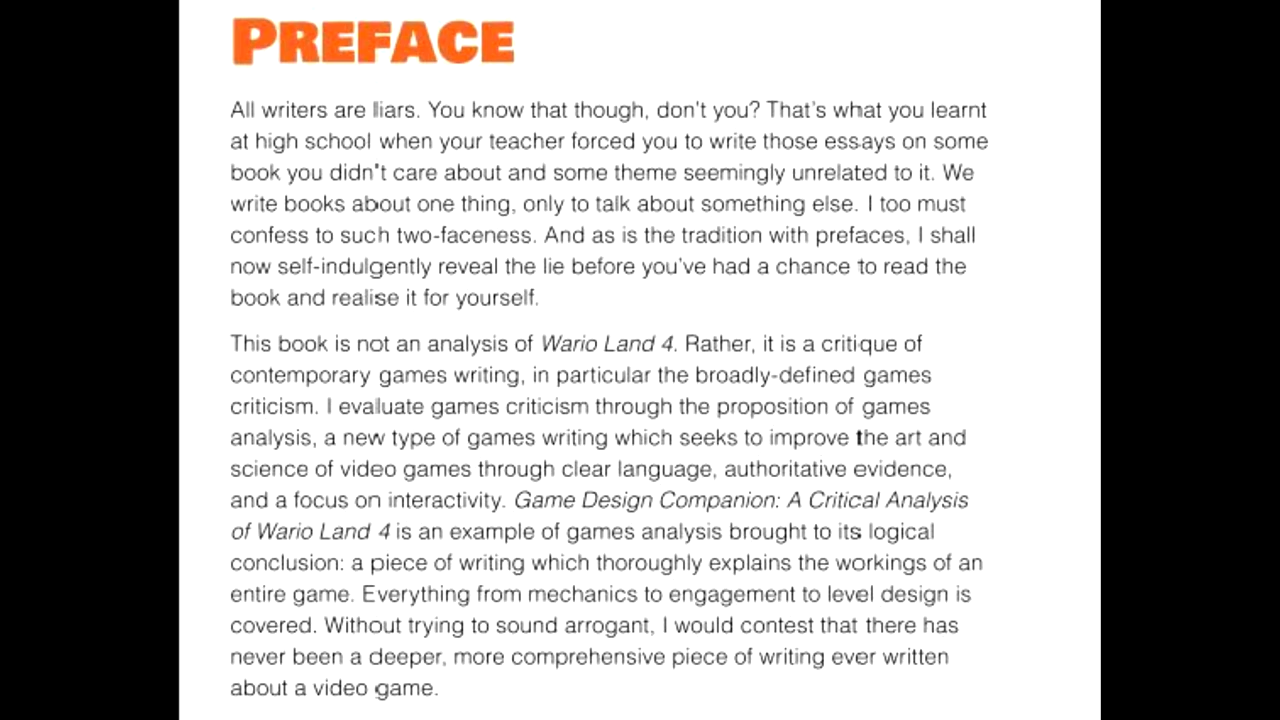 PREFACE
All writers are liars. You know that though, don't you? That's what you learnt
at high school when your teacher forced you to write those essays on some
book you didn't care about and some theme seemingly unrelated to it. We
write books about one thing, only to talk about something else. I too must
confess to such two-faceness. And as is the tradition with prefaces, I shall
now self-indulgently reveal the lie before you've had a chance to read the
book and realise it for yourself.
This book is not an analysis of Wario Land 4. Rather, it is a critique of
contemporary games writing, in particular the broadly-defined games
criticism. I evaluate games criticism through the proposition of games
analysis, a new type of games writing which seeks to improve the art and
science of video games through clear language, authoritative evidence,
and a focus on interactivity. Game Design Companion: A Critical Analysis
of Wario Land 4 is an example of games analysis brought to its logical
conclusion: a piece of writing which thoroughly explains the workings of an
entire game. Everything from mechanics to engagement to level design is
covered. Without trying to sound arrogant, I would contest that there has
never been a deeper, more comprehensive piece of writing ever written
about a video game.